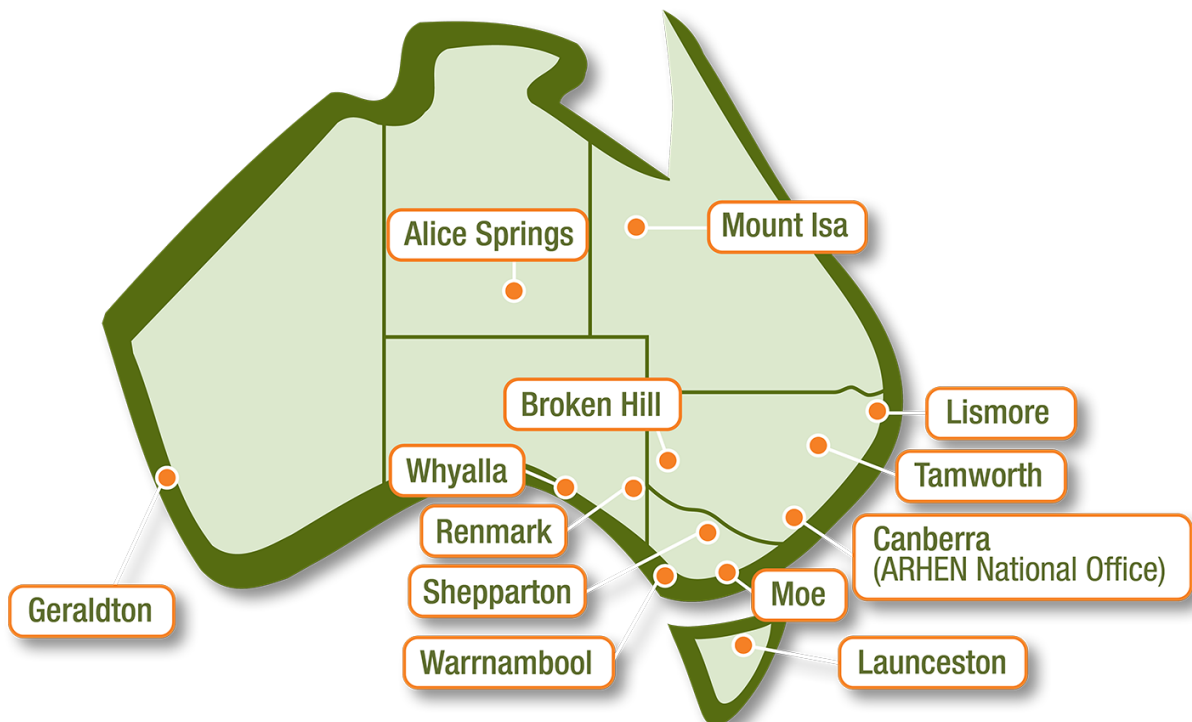 Alice Springs
Mount Isa
Broken Hill
Lismore
Whyalla
Tamworth
Renmark
Canberra
(ARHEN National Office)
Shepparton
Moe
Geraldton
Warrnambool
Launceston